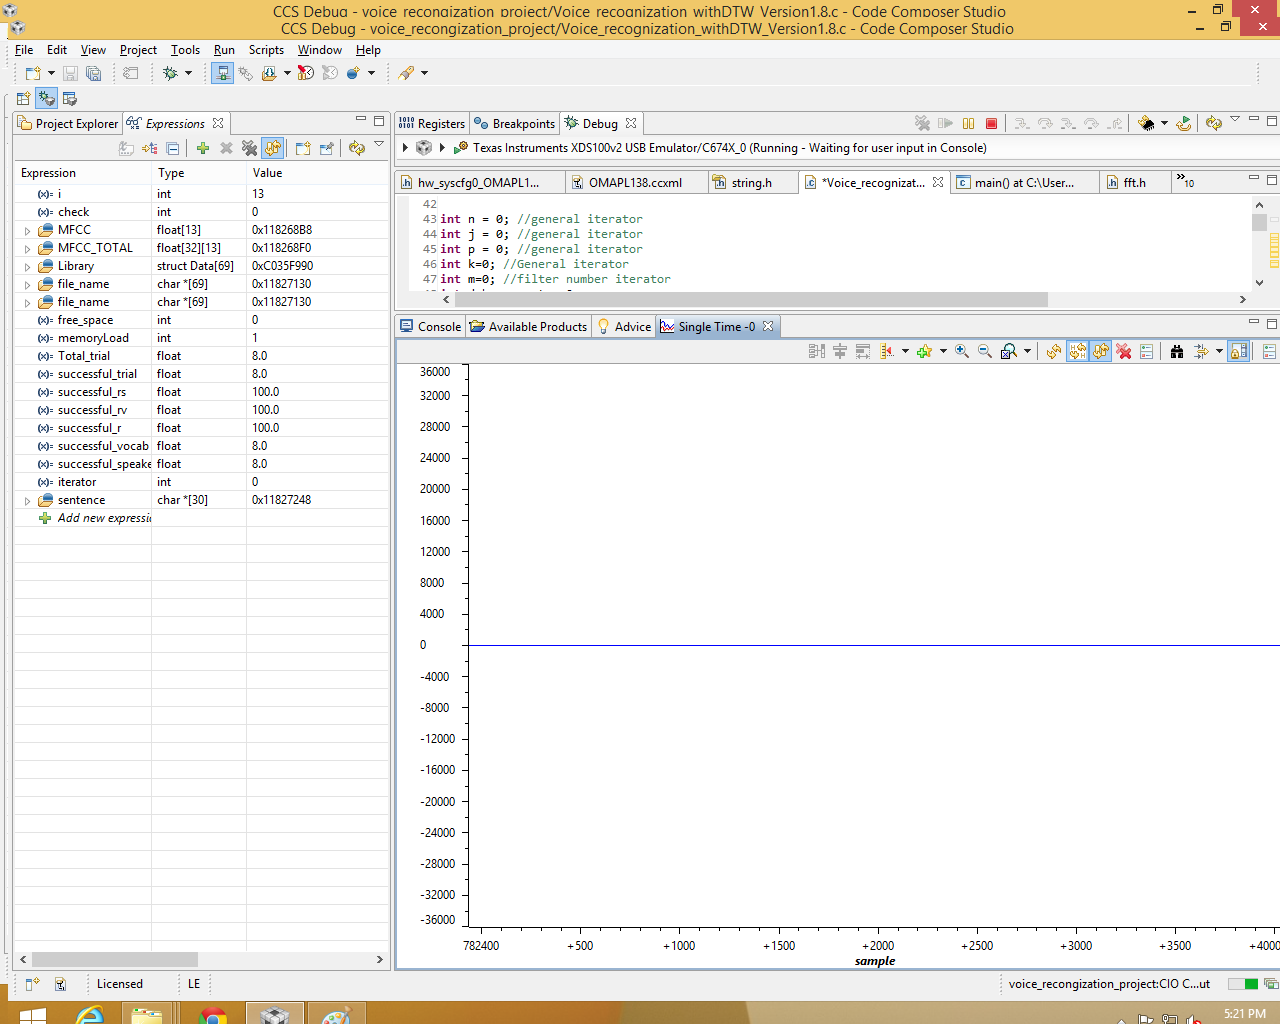 CCS Debug - voice_recongization_project/Voice_recognization_withDTW_Version1.8.c - Code Composer Studio
CCS Debug - voice_recongization_project/Voice_recognization_withDTW_Version1.8.c - Code Composer Studio
File Edit View Project Tools Run Scripts Window Help
Project Explorer Expressions
Expression Type Value
(x)= i int 13
(x)= check int 0
MFCC float[13] 0x118268B8
MFCC_TOTAL float[32][13] 0x118268F0
Library struct Data[69] 0xC035F990
file_name char *[69] 0x11827130
file_name char *[69] 0x11827130
(x)= free_space int 0
(x)= memoryLoad int 1
(x)= Total_trial float 8.0
(x)= successful_trial float 8.0
(x)= successful_rs float 100.0
(x)= successful_rv float 100.0
(x)= successful_r float 100.0
(x)= successful_vocab float 8.0
(x)= successful_speake float 8.0
(x)= iterator int 0
sentence char *[30] 0x11827248
Add new expressi
Registers Breakpoints Debug
Texas Instruments XDS100v2 USB Emulator/C674X_0 (Running - Waiting for user input in Console)
hw_syscfg0_OMAPL1... OMAPL138.ccxml string.h *Voice_recognizat... main() at C:\User... fft.h »10
42
43 int n = 0; //general iterator
44 int j = 0; //general iterator
45 int p = 0; //general iterator
46 int k=0; //General iterator
47 int m=0; //filter number iterator
Console Available Products Advice Single Time -0
36000
32000
28000
24000
20000
16000
12000
8000
4000
0
-4000
-8000
-12000
-16000
-20000
-24000
-28000
-32000
-36000
782400 +500 +1000 +1500 +2000 +2500 +3000 +3500 +4000
sample
Licensed LE voice_recongization_project:CIO C...ut
5:21 PM